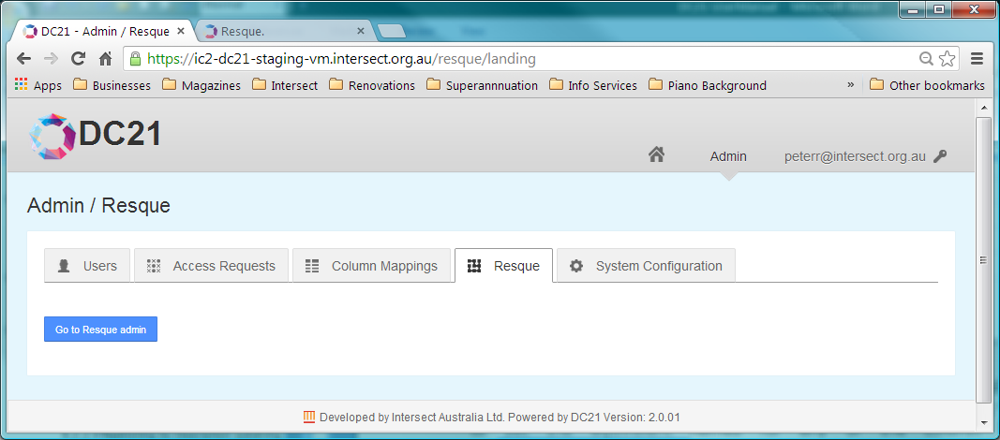 DC21 - Admin / Resque
Resque.
https://ic2-dc21-staging-vm.intersect.org.au/resque/landing
Apps Businesses Magazines Intersect Renovations Superannnuation Info Services Piano Background » Other bookmarks
DC21
Admin peterr@intersect.org.au
Admin / Resque
Users Access Requests Column Mappings Resque System Configuration
Go to Resque admin
Developed by Intersect Australia Ltd. Powered by DC21 Version: 2.0.01